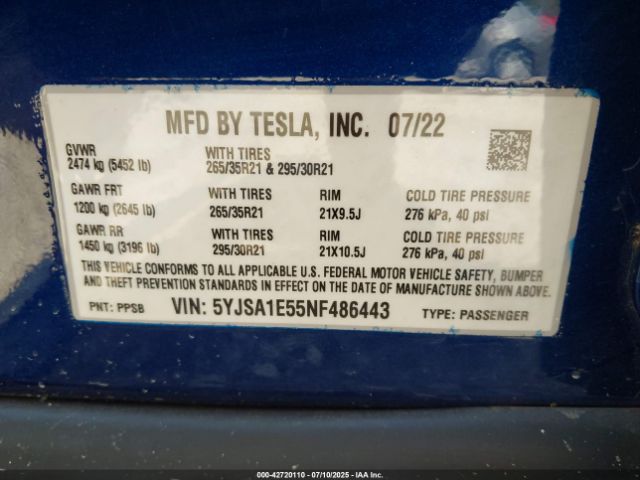 MFD BY TESLA, INC. 07/22
GVWR WITH TIRES
2474 kg (5452 lb) 265/35R21 & 295/30R21
GAWR FRT WITH TIRES RIM COLD TIRE PRESSURE
1200 kg (2645 lb) 265/35R21 21X9.5J 276 kPa, 40 psi
GAWR RR WITH TIRES RIM COLD TIRE PRESSURE
1450 kg (3196 lb) 295/30R21 21X10.5J 276 kPa, 40 psi
THIS VEHICLE CONFORMS TO ALL APPLICABLE U.S. FEDERAL MOTOR VEHICLE SAFETY, BUMPER
AND THEFT PREVENTION STANDARDS IN EFFECT ON THE DATE OF MANUFACTURE SHOWN ABOVE.
PNT: PPSB VIN: 5YJSA1E55NF486443 TYPE: PASSENGER
000-42720110 - 07/10/2025 - IAAI.COM